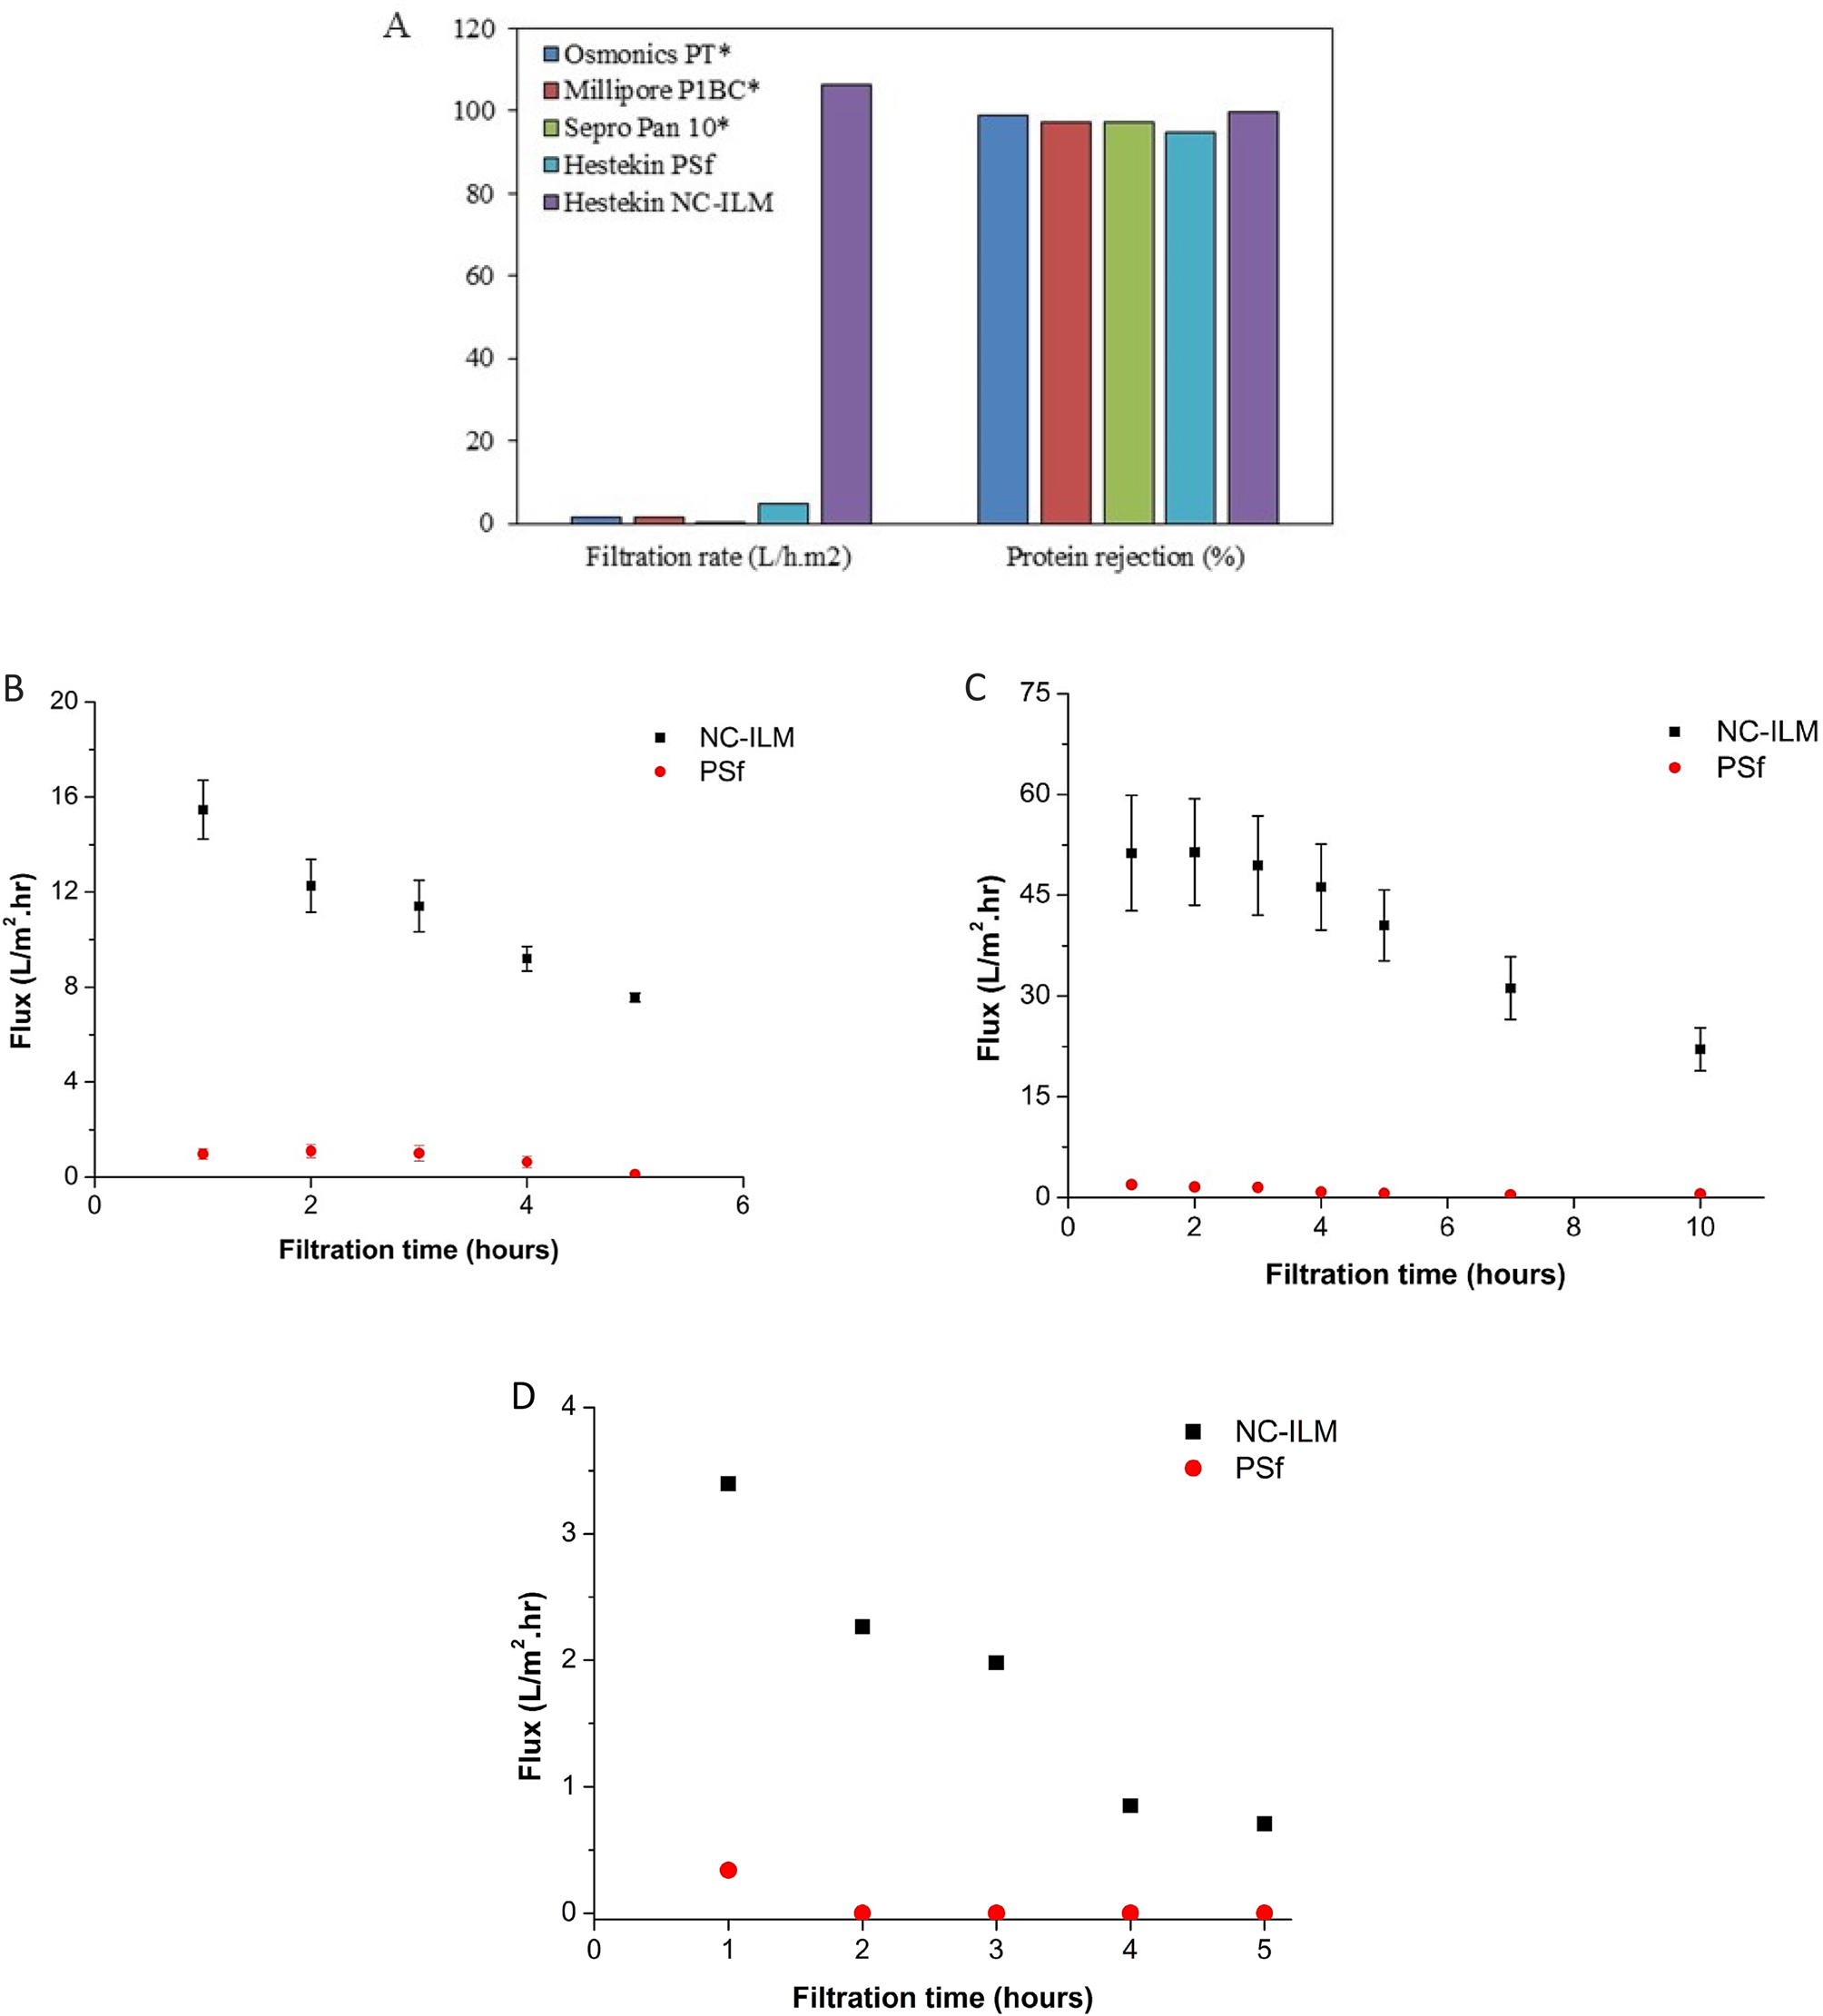 A
120
100
80
60
40
20
0
Osmonics PT*
Millipore P1BC*
Sepro Pan 10*
Hestekin PSf
Hestekin NC-ILM
Filtration rate (L/h.m2)
Protein rejection (%)
B
20
16
12
8
4
0
0 2 4 6
Flux (L/m².hr)
Filtration time (hours)
NC-ILM
PSf
C
75
60
45
30
15
0
0 2 4 6 8 10
Flux (L/m².hr)
Filtration time (hours)
NC-ILM
PSf
D
4
3
2
1
0
0 1 2 3 4 5
Flux (L/m².hr)
Filtration time (hours)
NC-ILM
PSf